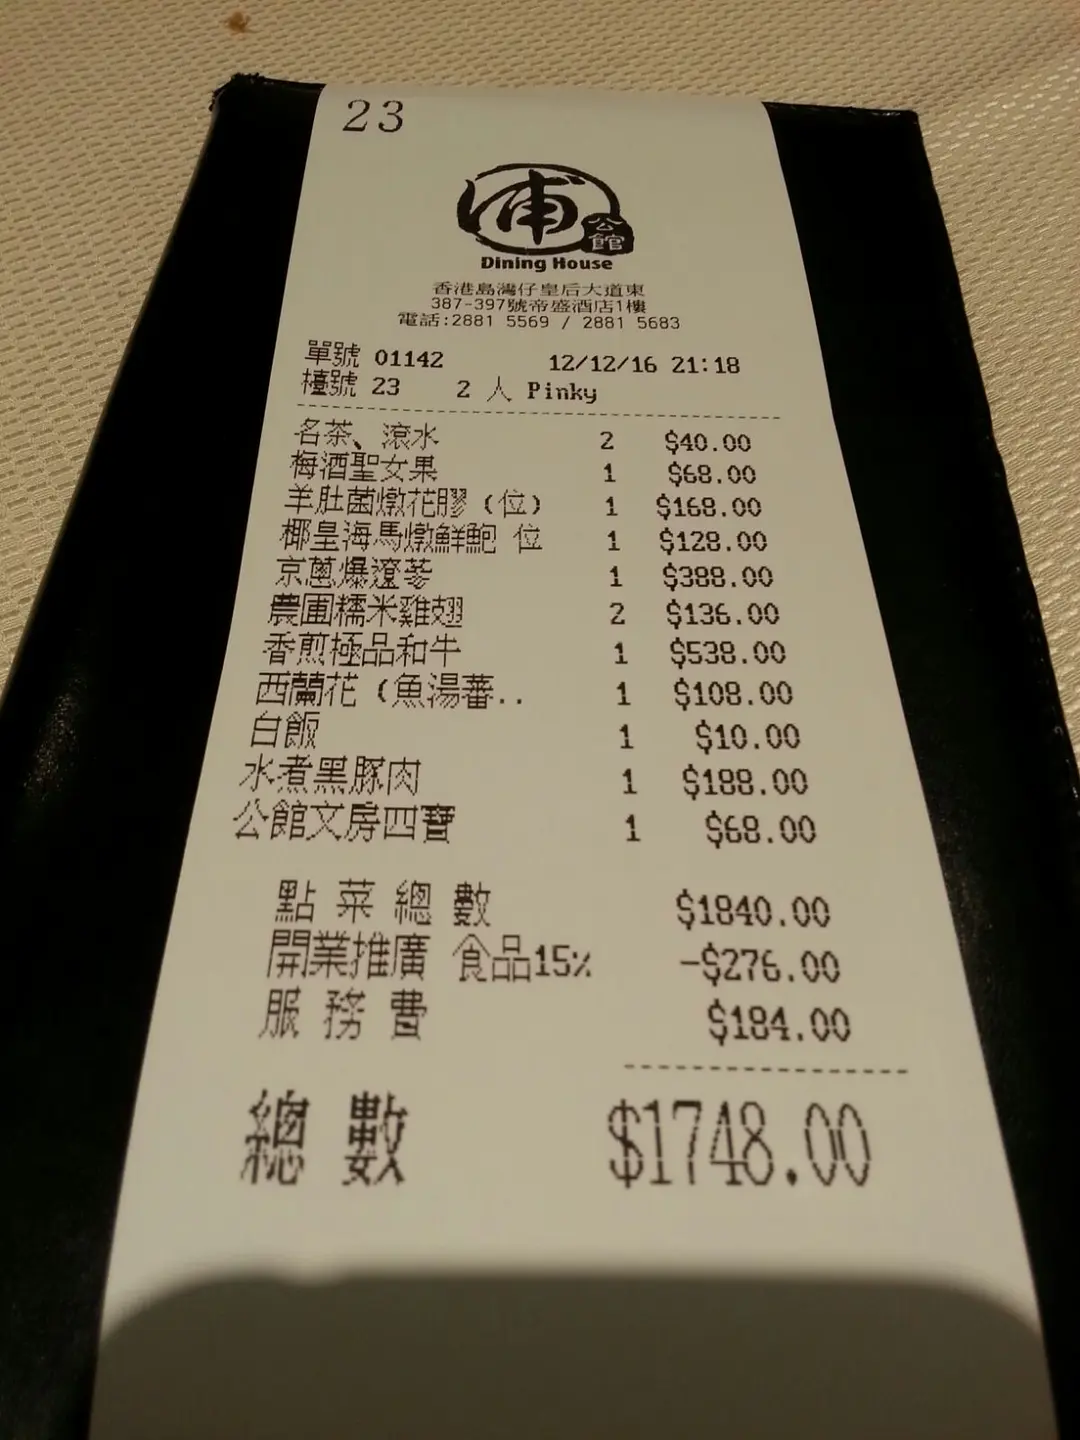 23
浦
公館
Dining House
香港島灣仔皇后大道東
387-397號帝盛酒店1樓
電話:2881 5569 / 2881 5683
單號 01142 12/12/16 21:18
檯號 23 2 人 Pinky
名茶、滾水 2 $40.00
梅酒聖女果 1 $68.00
羊肚菌燉花膠(位) 1 $168.00
椰皇海馬燉鮮鮑 位 1 $128.00
京蔥爆遼蔘 1 $388.00
農圃糯米雞翅 2 $136.00
香煎極品和牛 1 $538.00
西蘭花(魚湯蕃.. 1 $108.00
白飯 1 $10.00
水煮黑豚肉 1 $188.00
公館文房四寶 1 $68.00
點菜總數 $1840.00
開業推廣 食品15% -$276.00
服務費 $184.00
總數 $1748.00